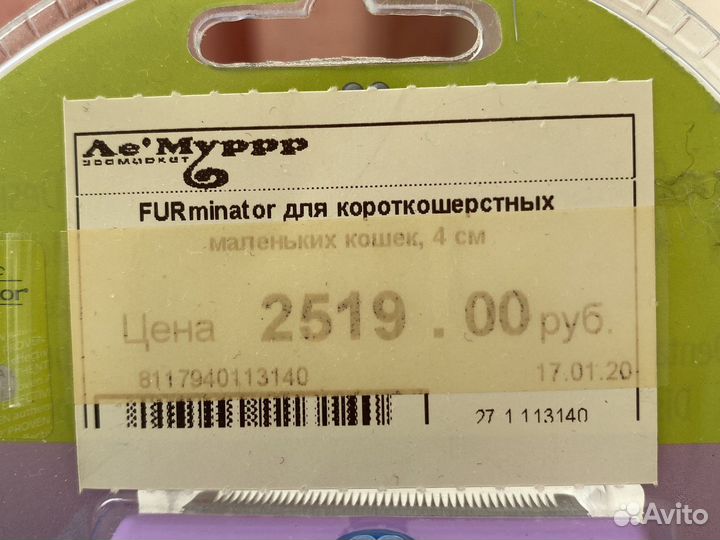 Ле'Муррр
зоомаркет
FURminator для короткошерстных
маленьких кошек, 4 см
Цена 2519 . 00 руб.
8117940113140 17.01.20
27 1 113140
Avito